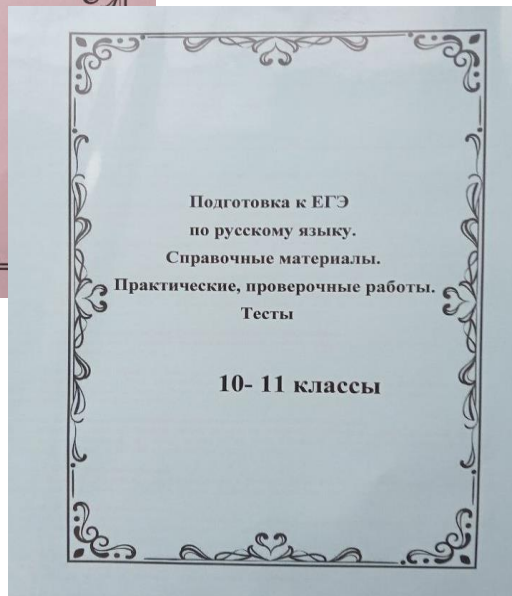 Подготовка к ЕГЭ
по русскому языку.
Справочные материалы.
Практические, проверочные работы.
Тесты
10- 11 классы